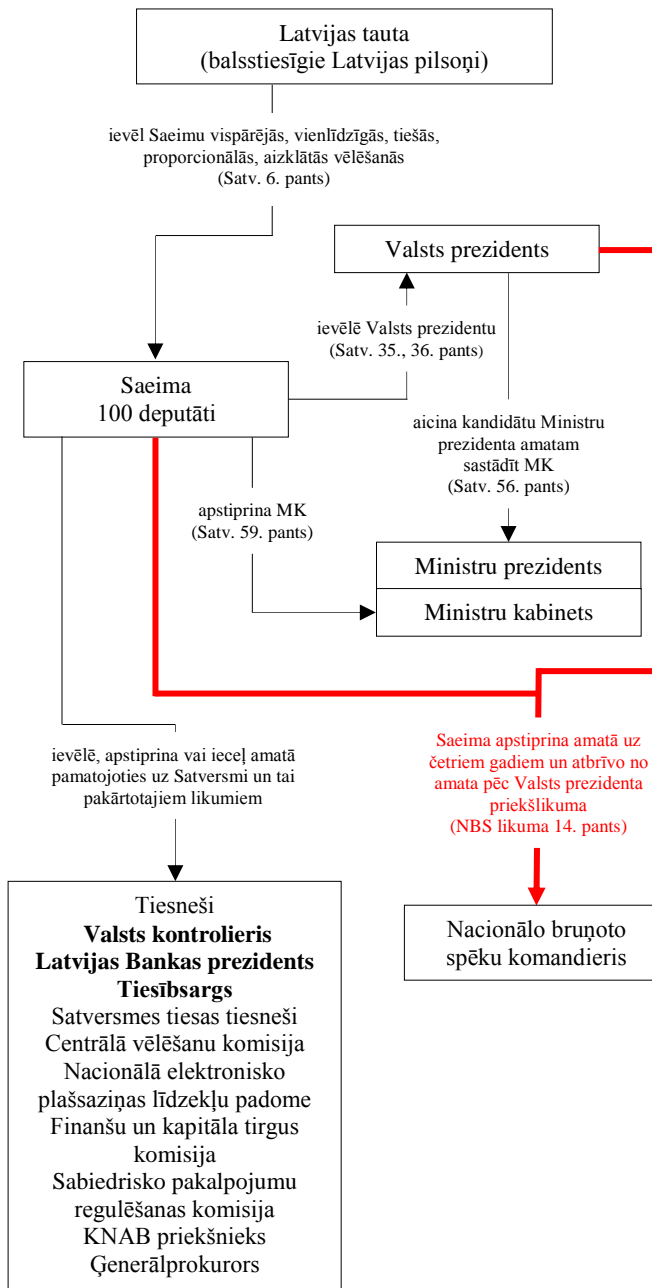 Latvijas tauta
(balsstiesīgie Latvijas pilsoņi)
ievēl Saeimu vispārējās, vienlīdzīgās, tiešās,
proporcionālās, aizklātās vēlēšanās
(Satv. 6. pants)
Valsts prezidents
ievēlē Valsts prezidentu
(Satv. 35., 36. pants)
Saeima
100 deputāti
aicina kandidātu Ministru
prezidenta amatam
sastādīt MK
(Satv. 56. pants)
apstiprina MK
(Satv. 59. pants)
Ministru prezidents
Ministru kabinets
ievēlē, apstiprina vai ieceļ amatā
pamatojoties uz Satversmi un tai
pakārtotajiem likumiem
Saeima apstiprina amatā uz
četriem gadiem un atbrīvo no
amata pēc Valsts prezidenta
priekšlikuma
(NBS likuma 14. pants)
Tiesneši
Valsts kontrolieris
Latvijas Bankas prezidents
Tiesībsargs
Satversmes tiesas tiesneši
Centrālā vēlēšanu komisija
Nacionālā elektronisko
plašsaziņas līdzekļu padome
Finanšu un kapitāla tirgus
komisija
Sabiedrisko pakalpojumu
regulēšanas komisija
KNAB priekšnieks
Ģenerālprokurors
Nacionālo bruņoto
spēku komandieris